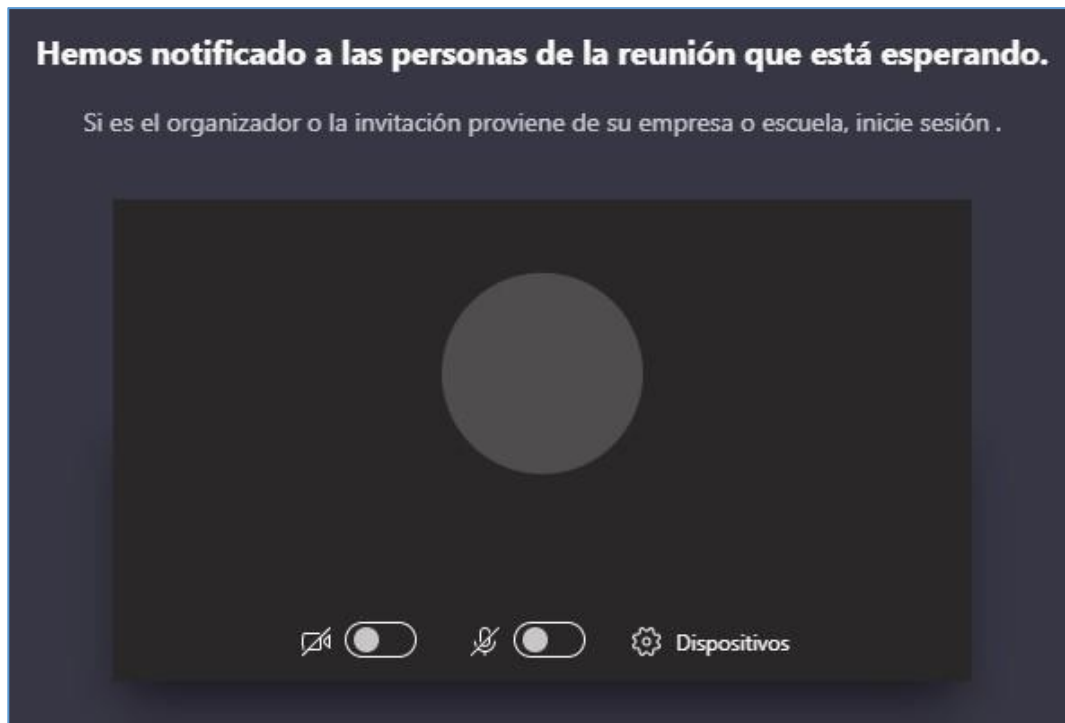 Hemos notificado a las personas de la reunión que está esperando.
Si es el organizador o la invitación proviene de su empresa o escuela, inicie sesión .
Dispositivos